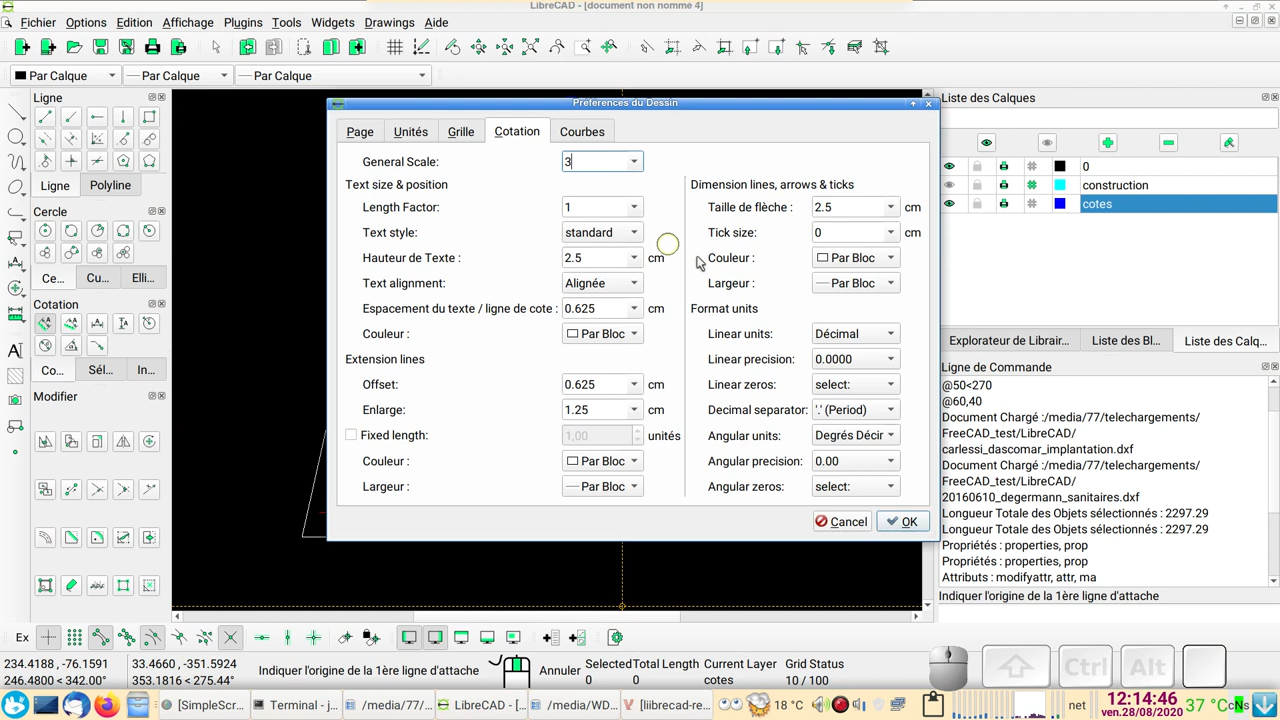 LibreCAD - [document non nommé 4]
Fichier Options Edition Affichage Plugins Tools Widgets Drawings Aide
Par Calque Par Calque Par Calque
Ligne
Ligne Polyline
Cercle
Ce... Cu... Elli...
Cotation
Co... Sél... In...
Modifier
Préférences du Dessin
Page Unités Grille Cotation Courbes
General Scale: 3
Text size & position
Length Factor: 1
Text style: standard
Hauteur de Texte : 2.5 cm
Text alignment: Alignée
Espacement du texte / ligne de cote : 0.625 cm
Couleur : Par Bloc
Extension lines
Offset: 0.625 cm
Enlarge: 1.25 cm
Fixed length: 1,00 unités
Couleur : Par Bloc
Largeur : Par Bloc
Dimension lines, arrows & ticks
Taille de flèche : 2.5 cm
Tick size: 0 cm
Couleur : Par Bloc
Largeur : Par Bloc
Format units
Linear units: Décimal
Linear precision: 0.0000
Linear zeros: select:
Decimal separator: '.' (Period)
Angular units: Degrés Décir
Angular precision: 0.00
Angular zeros: select:
Cancel OK
Liste des Calques
0
construction
cotes
Explorateur de Librair... Liste des Bl... Liste des Calqu...
Ligne de Commande
@50<270
@60,40
Document Chargé :/media/77/telechargements/
FreeCAD_test/LibreCAD/
carlessi_dascomar_implantation.dxf
Document Chargé :/media/77/telechargements/
FreeCAD_test/LibreCAD/
20160610_degermann_sanitaires.dxf
Longueur Totale des Objets sélectionnés : 2297.29
Longueur Totale des Objets sélectionnés : 2297.29
Propriétés : properties, prop
Propriétés : properties, prop
Attributs : modifyattr, attr, ma
Indiquer l'origine de la 1ère ligne d'attache
Ex
234.4188 , -76.1591
246.4800 < 342.00°
33.4660 , -351.5924
353.1816 < 275.44°
Indiquer l'origine de la 1ère ligne d'attache
Annuler
Selected Total Length Current Layer Grid Status
0 0 cotes 10 / 100
Ctrl Alt
[SimpleScr... Terminal - j... /media/77/... LibreCAD -... /media/WD... [liibrecad-re...
18 °C
net
12:14:46
ven.28/08/2020
37 °C